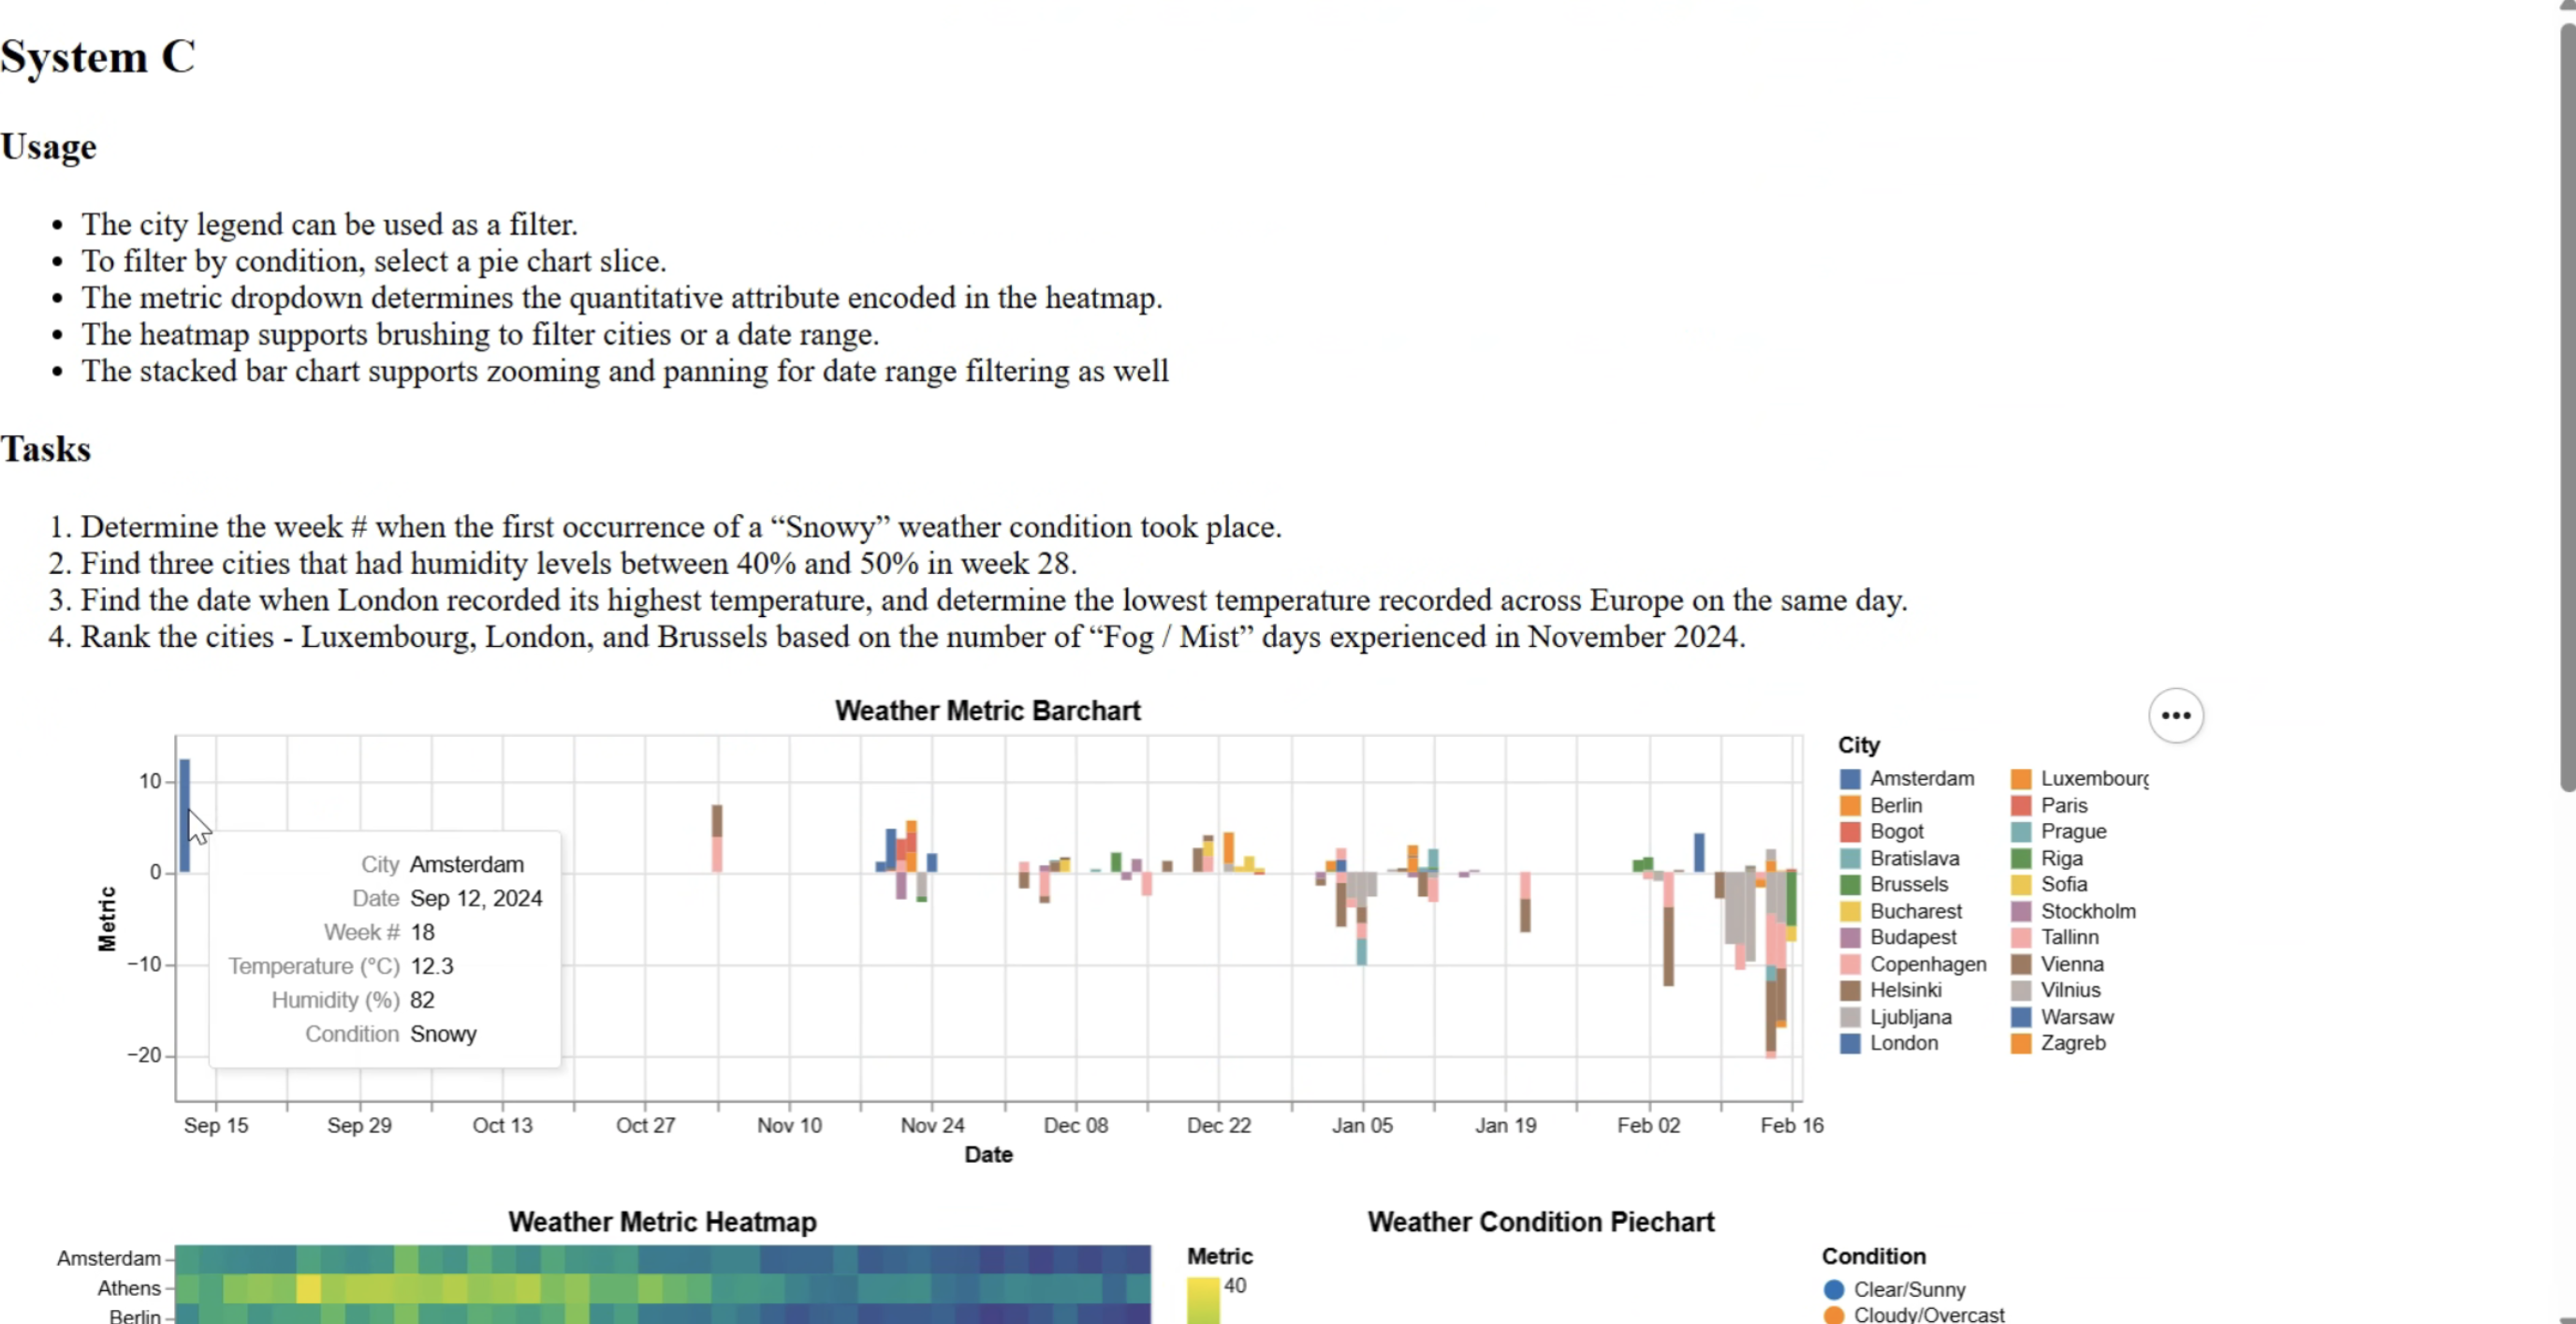 System C
Usage
• The city legend can be used as a filter.
• To filter by condition, select a pie chart slice.
• The metric dropdown determines the quantitative attribute encoded in the heatmap.
• The heatmap supports brushing to filter cities or a date range.
• The stacked bar chart supports zooming and panning for date range filtering as well
Tasks
1. Determine the week # when the first occurrence of a “Snowy” weather condition took place.
2. Find three cities that had humidity levels between 40% and 50% in week 28.
3. Find the date when London recorded its highest temperature, and determine the lowest temperature recorded across Europe on the same day.
4. Rank the cities - Luxembourg, London, and Brussels based on the number of “Fog / Mist” days experienced in November 2024.
Weather Metric Barchart
10
0
−10
−20
Metric
City Amsterdam
Date Sep 12, 2024
Week # 18
Temperature (°C) 12.3
Humidity (%) 82
Condition Snowy
Sep 15 Sep 29 Oct 13 Oct 27 Nov 10 Nov 24 Dec 08 Dec 22 Jan 05 Jan 19 Feb 02 Feb 16
Date
City
Amsterdam Luxembourg
Berlin Paris
Bogot Prague
Bratislava Riga
Brussels Sofia
Bucharest Stockholm
Budapest Tallinn
Copenhagen Vienna
Helsinki Vilnius
Ljubljana Warsaw
London Zagreb
Weather Metric Heatmap
Amsterdam
Athens
Berlin
Metric
40
Weather Condition Piechart
Condition
Clear/Sunny
Cloudy/Overcast